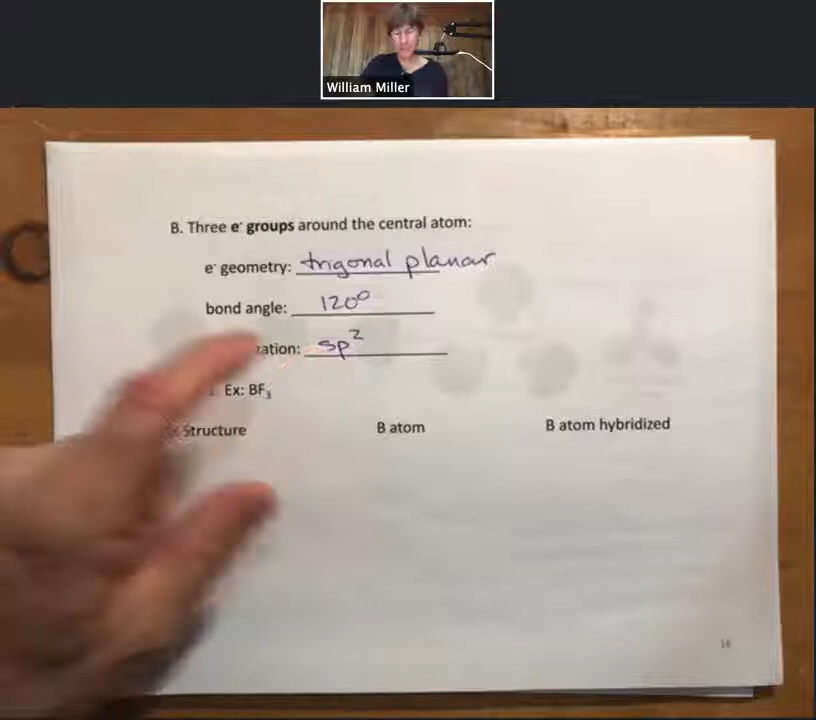 William Miller
B. Three e⁻ groups around the central atom:
e⁻ geometry: trigonal planar
bond angle: 120°
zation: sp²
Ex: BF₃
Structure B atom B atom hybridized
16